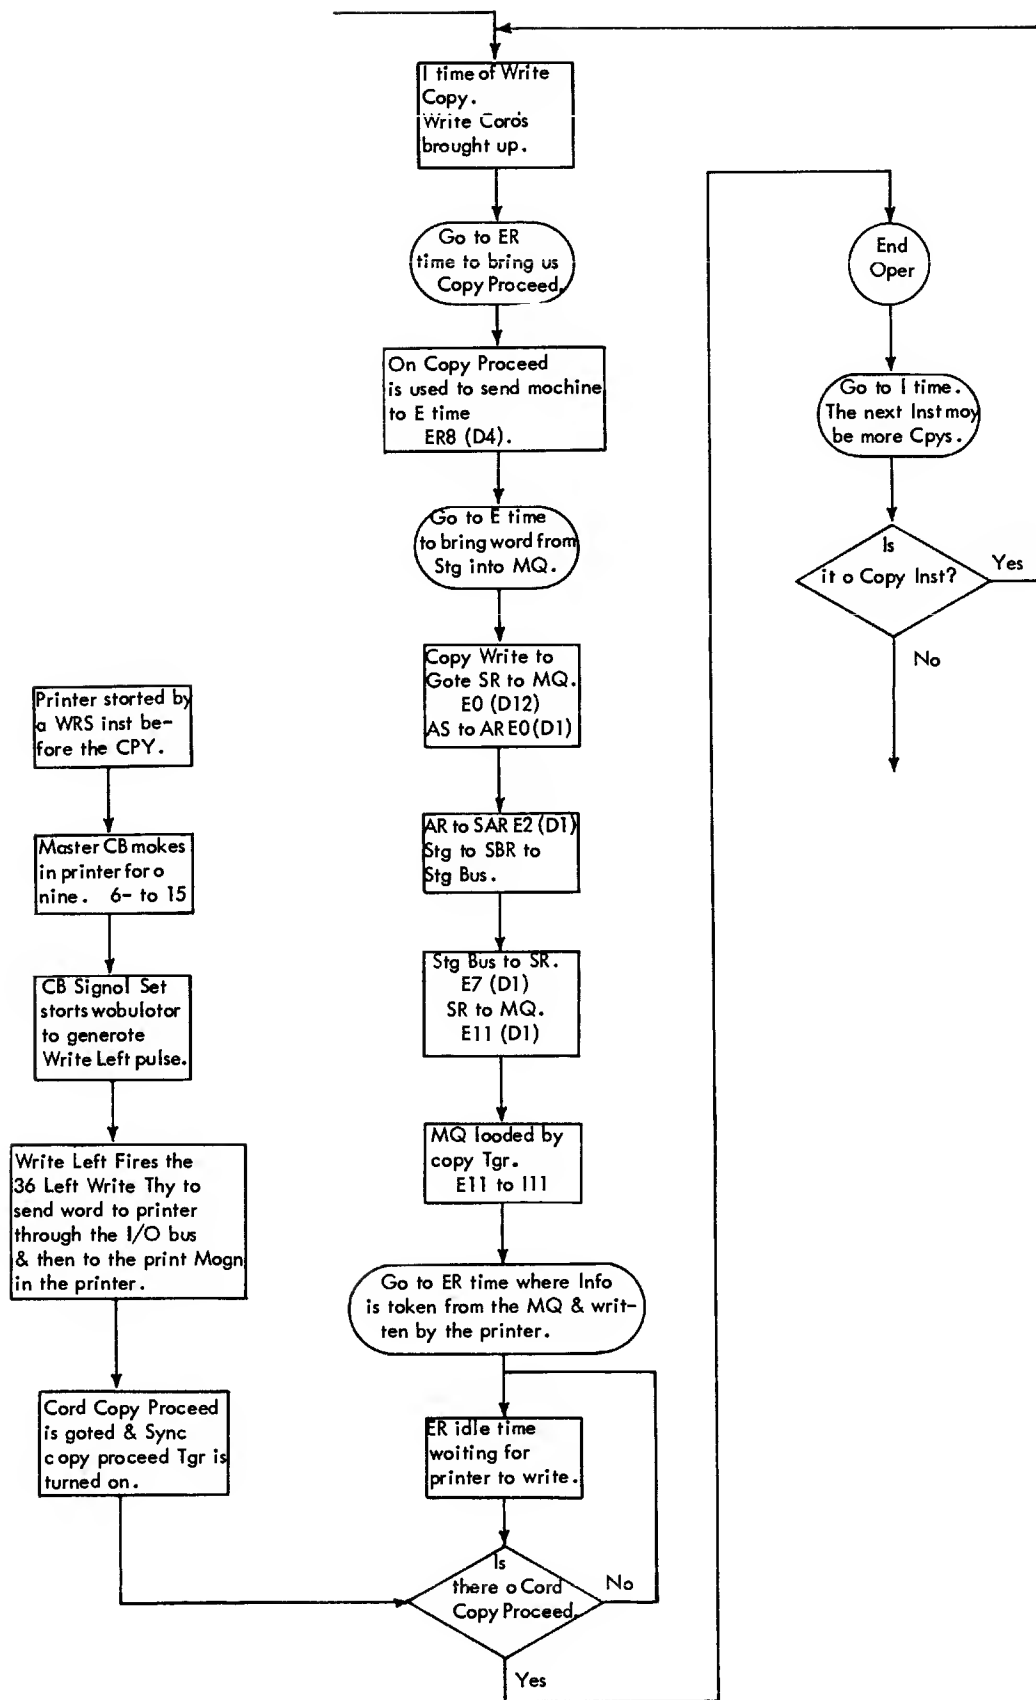 I time of Write
Copy.
Write Coro's
brought up.
Go to ER
time to bring us
Copy Proceed.
On Copy Proceed
is used to send mochine
to E time
ER8 (D4).
Go to E time
to bring word from
Stg into MQ.
Copy Write to
Gote SR to MQ.
E0 (D12)
AS to AR E0 (D1)
AR to SAR E2 (D1)
Stg to SBR to
Stg Bus.
Stg Bus to SR.
E7 (D1)
SR to MQ.
E11 (D1)
MQ looded by
copy Tgr.
E11 to I11
Go to ER time where Info
is token from the MQ & writ-
ten by the printer.
ER idle time
woiting for
printer to write.
Is
there o Cord
Copy Proceed.
No
Yes
Printer started by
a WRS inst be-
fore the CPY.
Master CB mokes
in printer for o
nine. 6- to 15
CB Signol Set
storts wobulotor
to generote
Write Left pulse.
Write Left Fires the
36 Left Write Thy to
send word to printer
through the I/O bus
& then to the print Mogn
in the printer.
Cord Copy Proceed
is goted & Sync
copy proceed Tgr is
turned on.
End
Oper
Go to I time.
The next Inst moy
be more Cpys.
Is
it o Copy Inst?
Yes
No